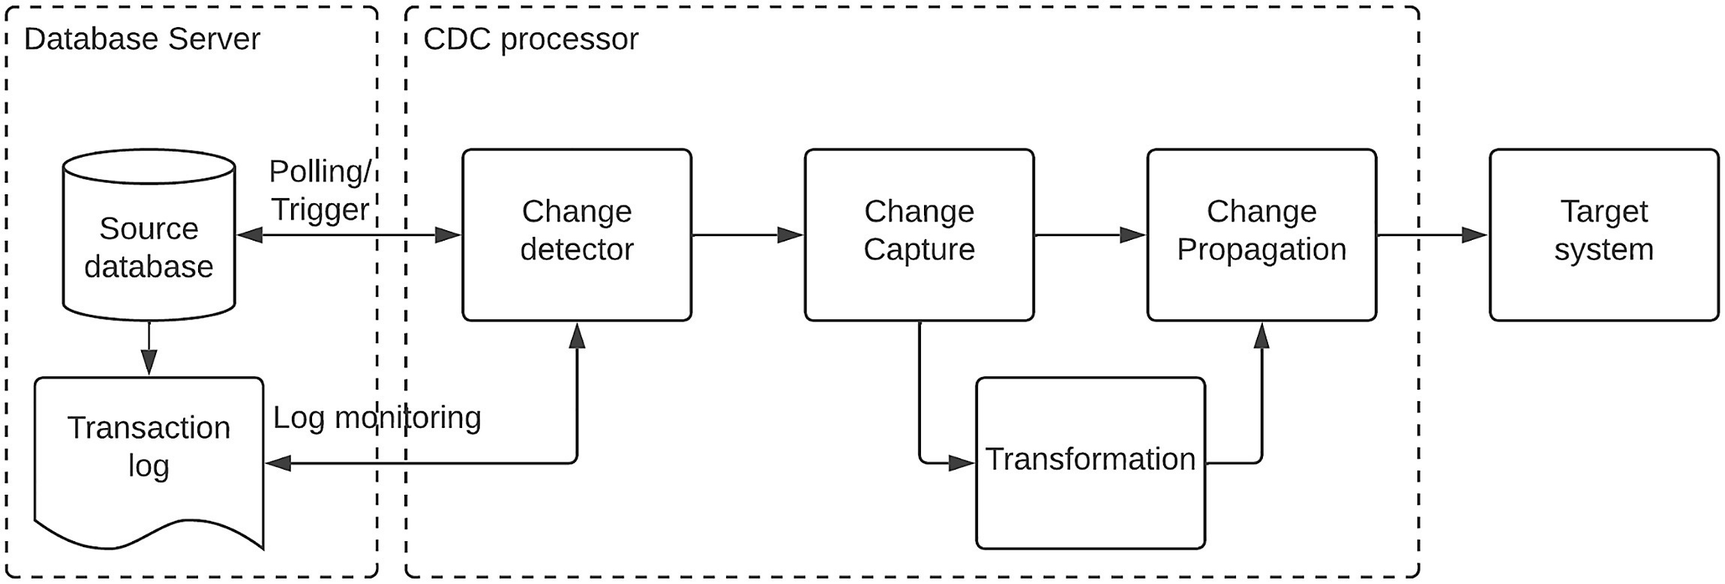 Database Server
CDC processor
Polling/
Trigger
Source
database
Change
detector
Change
Capture
Change
Propagation
Target
system
Transaction
log
Log monitoring
Transformation